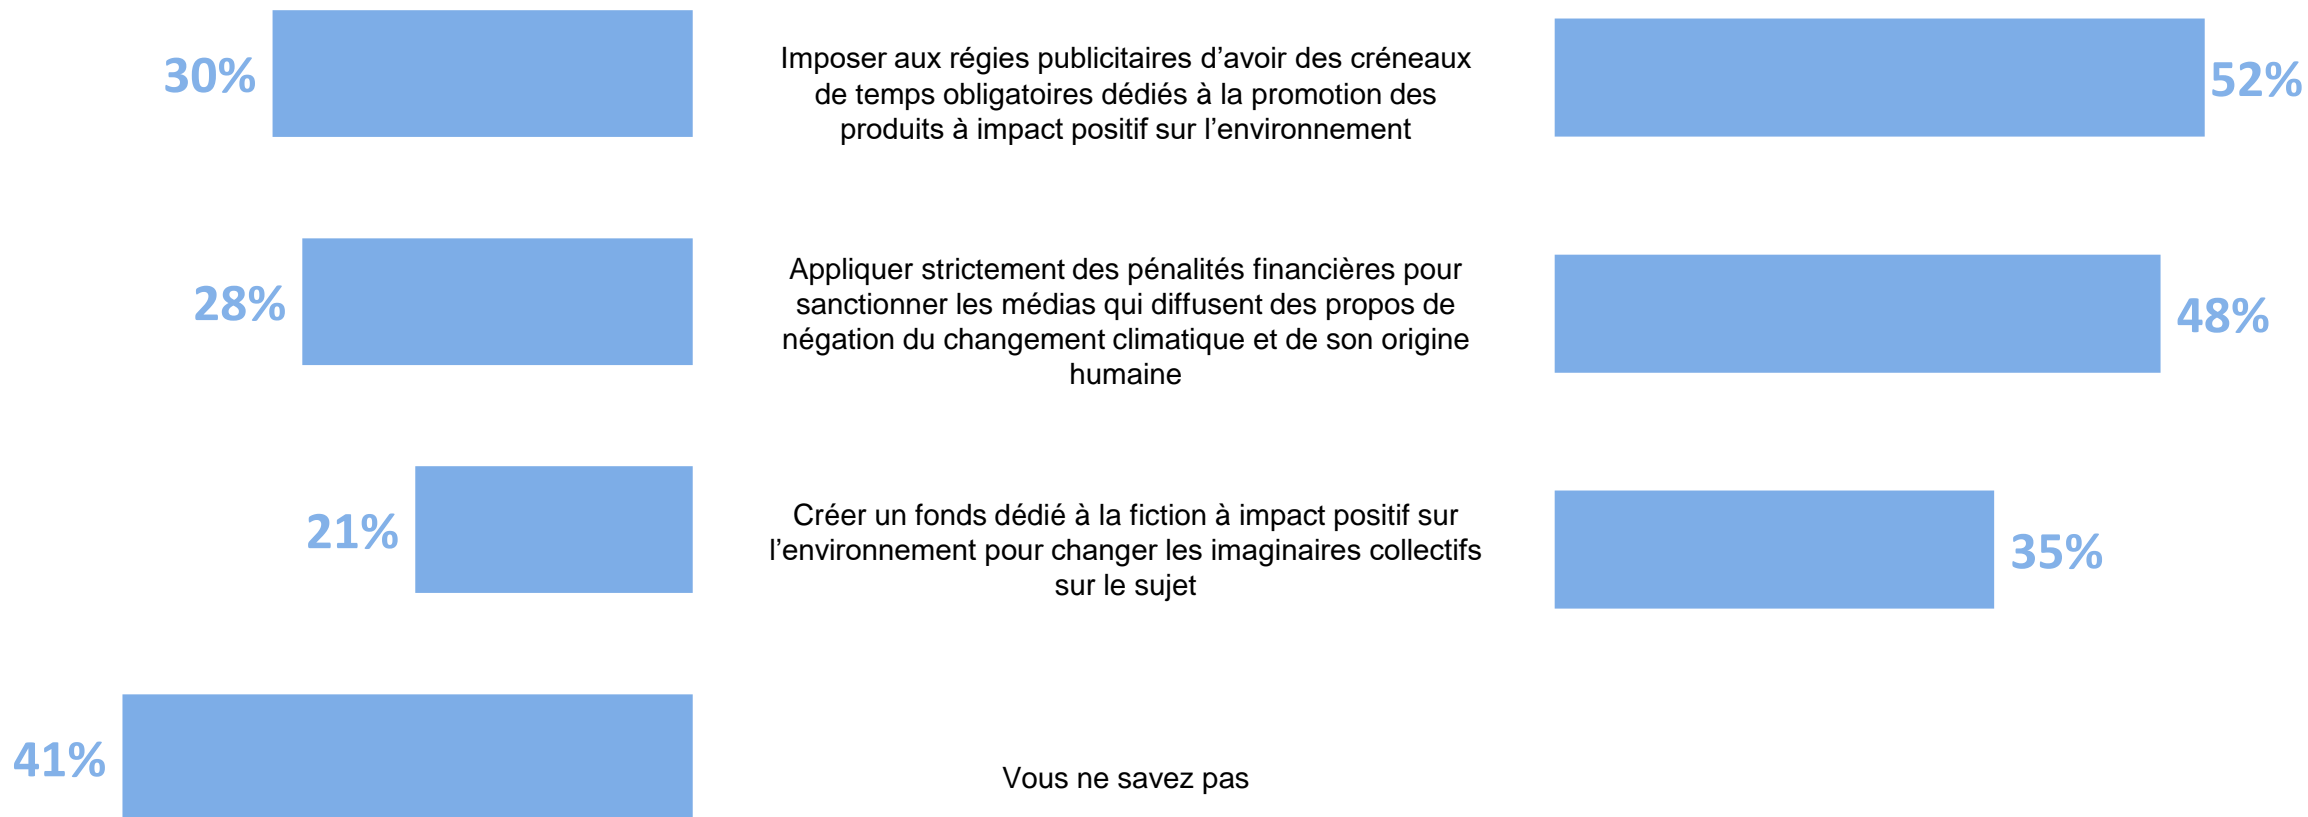 30%
Imposer aux régies publicitaires d’avoir des créneaux
de temps obligatoires dédiés à la promotion des
produits à impact positif sur l’environnement
52%
28%
Appliquer strictement des pénalités financières pour
sanctionner les médias qui diffusent des propos de
négation du changement climatique et de son origine
humaine
48%
21%
Créer un fonds dédié à la fiction à impact positif sur
l’environnement pour changer les imaginaires collectifs
sur le sujet
35%
41%
Vous ne savez pas